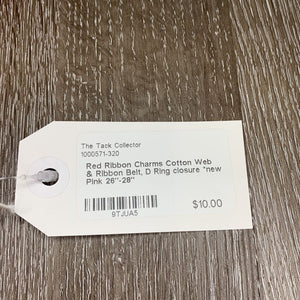 The Tack Collector
1000571-320
Red Ribbon Charms Cotton Web
& Ribbon Belt, D Ring closure *new
Pink 26"-28"
9TJUA5
$10.00